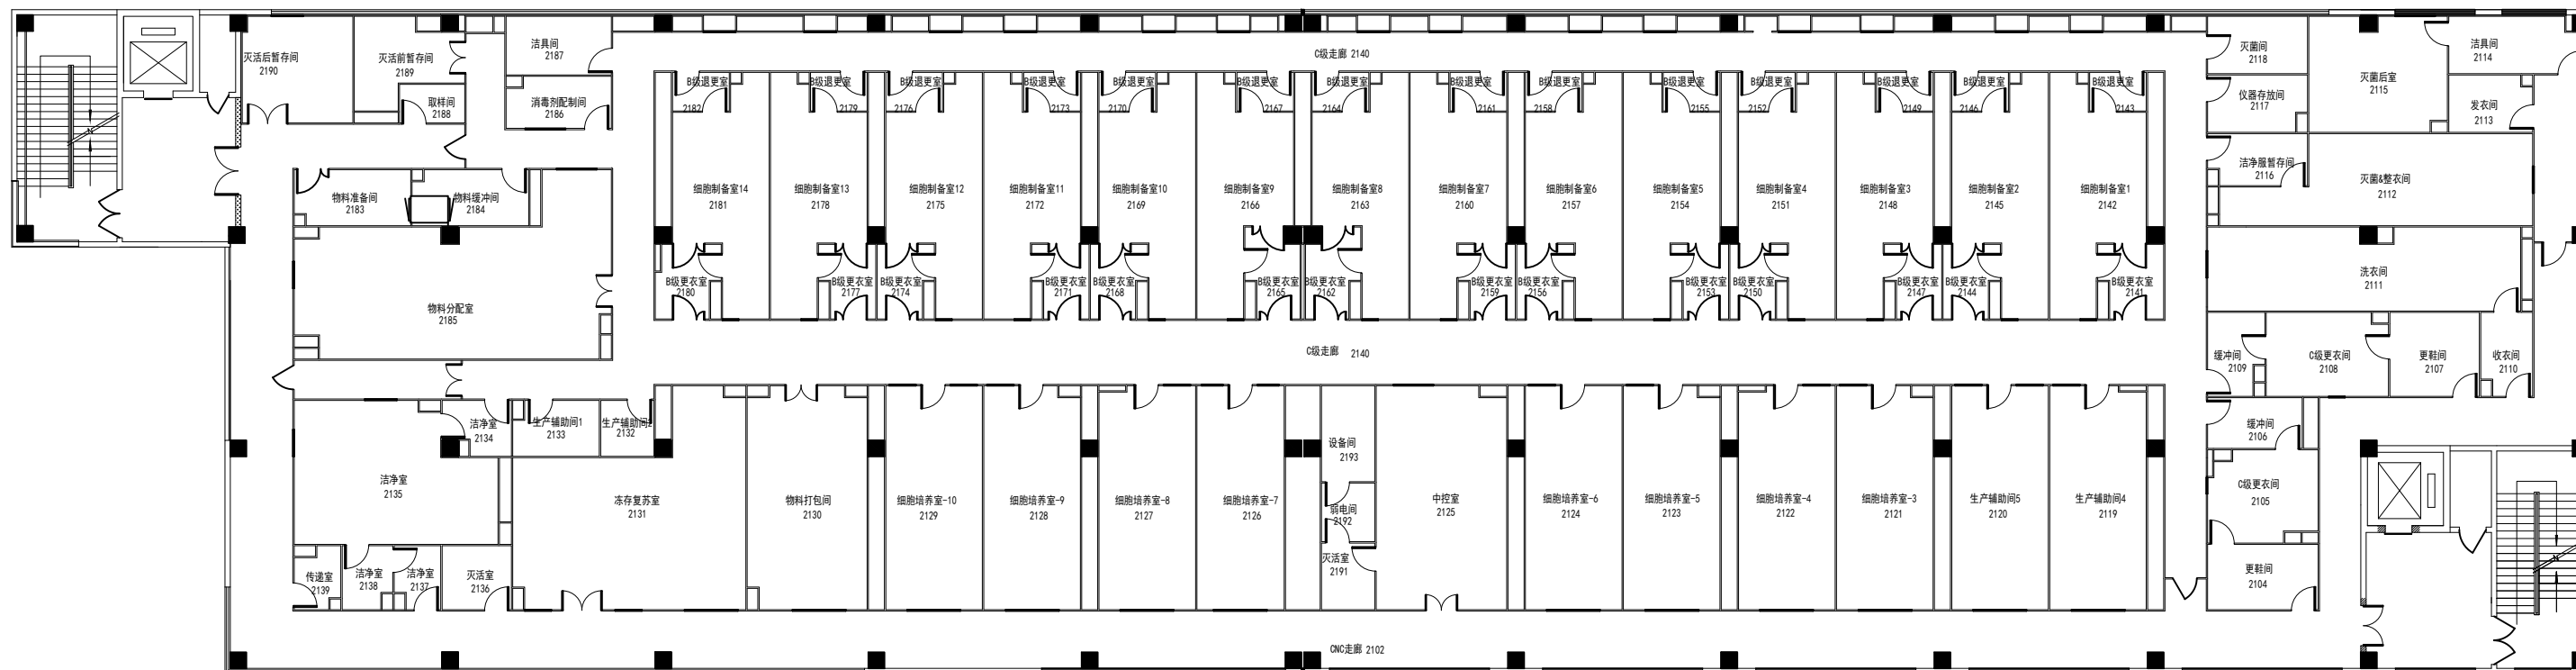 C级走廊 2140
灭活后暂存间
2190
灭活前暂存间
2189
取样间
2188
洁具间
2187
消毒剂配制间
2186
B级退更室
2182
B级退更室
2179
B级退更室
2176
B级退更室
2173
B级退更室
2170
B级退更室
2167
B级退更室
2164
B级退更室
2161
B级退更室
2158
B级退更室
2155
B级退更室
2152
B级退更室
2149
B级退更室
2146
B级退更室
2143
灭菌间
2118
仪器存放间
2117
灭菌后室
2115
洁具间
2114
发衣间
2113
洁净服暂存间
2116
灭菌&整衣间
2112
物料准备间
2183
物料缓冲间
2184
细胞制备室14
2181
细胞制备室13
2178
细胞制备室12
2175
细胞制备室11
2172
细胞制备室10
2169
细胞制备室9
2166
细胞制备室8
2163
细胞制备室7
2160
细胞制备室6
2157
细胞制备室5
2154
细胞制备室4
2151
细胞制备室3
2148
细胞制备室2
2145
细胞制备室1
2142
物料分配室
2185
B级更衣室
2180
B级更衣室
2177
B级更衣室
2174
B级更衣室
2171
B级更衣室
2168
B级更衣室
2165
B级更衣室
2162
B级更衣室
2159
B级更衣室
2156
B级更衣室
2153
B级更衣室
2150
B级更衣室
2147
B级更衣室
2144
B级更衣室
2141
洗衣间
2111
C级走廊 2140
缓冲间
2109
C级更衣间
2108
更鞋间
2107
收衣间
2110
洁净室
2134
生产辅助间1
2133
生产辅助间2
2132
缓冲间
2106
洁净室
2135
冻存复苏室
2131
物料打包间
2130
细胞培养室-10
2129
细胞培养室-9
2128
细胞培养室-8
2127
细胞培养室-7
2126
设备间
2193
弱电间
2192
灭活室
2191
中控室
2125
细胞培养室-6
2124
细胞培养室-5
2123
细胞培养室-4
2122
细胞培养室-3
2121
生产辅助间5
2120
生产辅助间4
2119
C级更衣间
2105
更鞋间
2104
传递室
2139
洁净室
2138
洁净室
2137
灭活室
2136
CNC走廊 2102